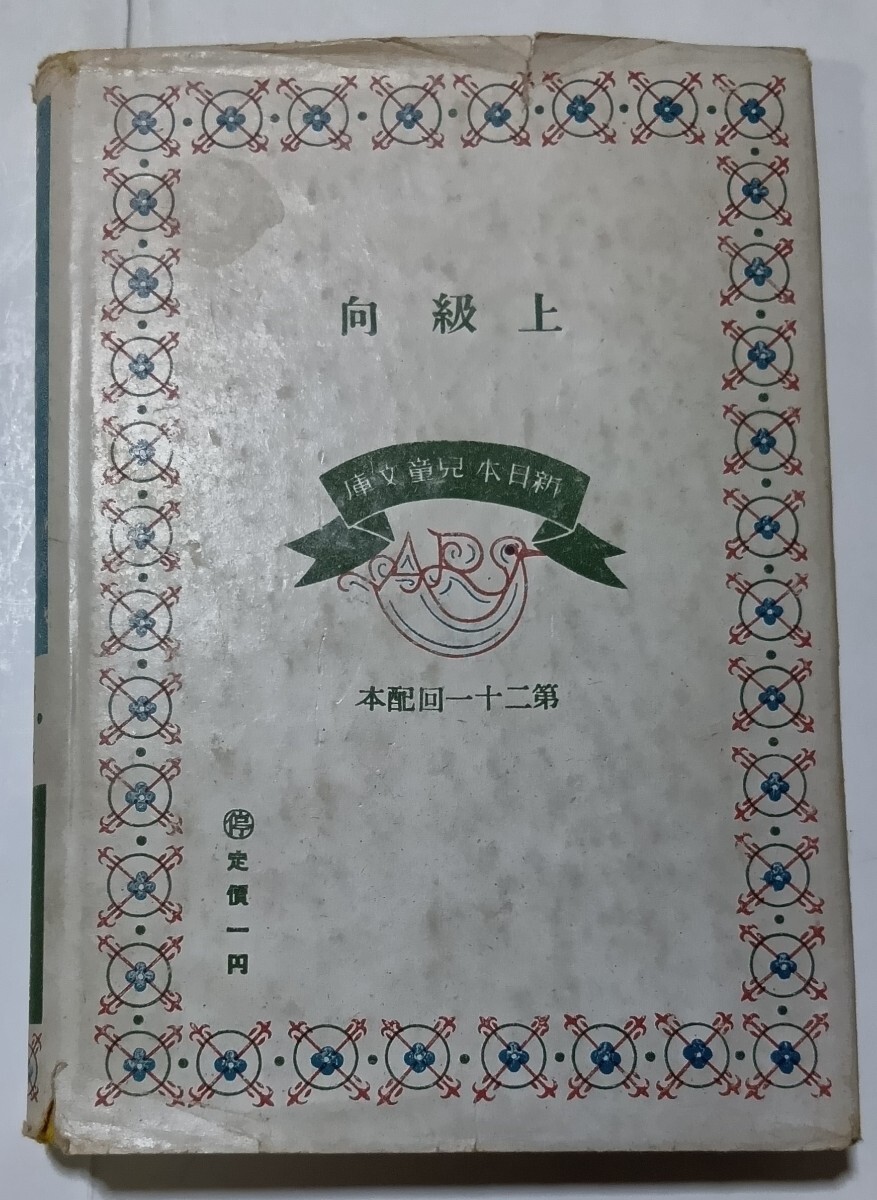 上級向
新日本兒童文庫
ARS
第二十一回配本
停
定價一円